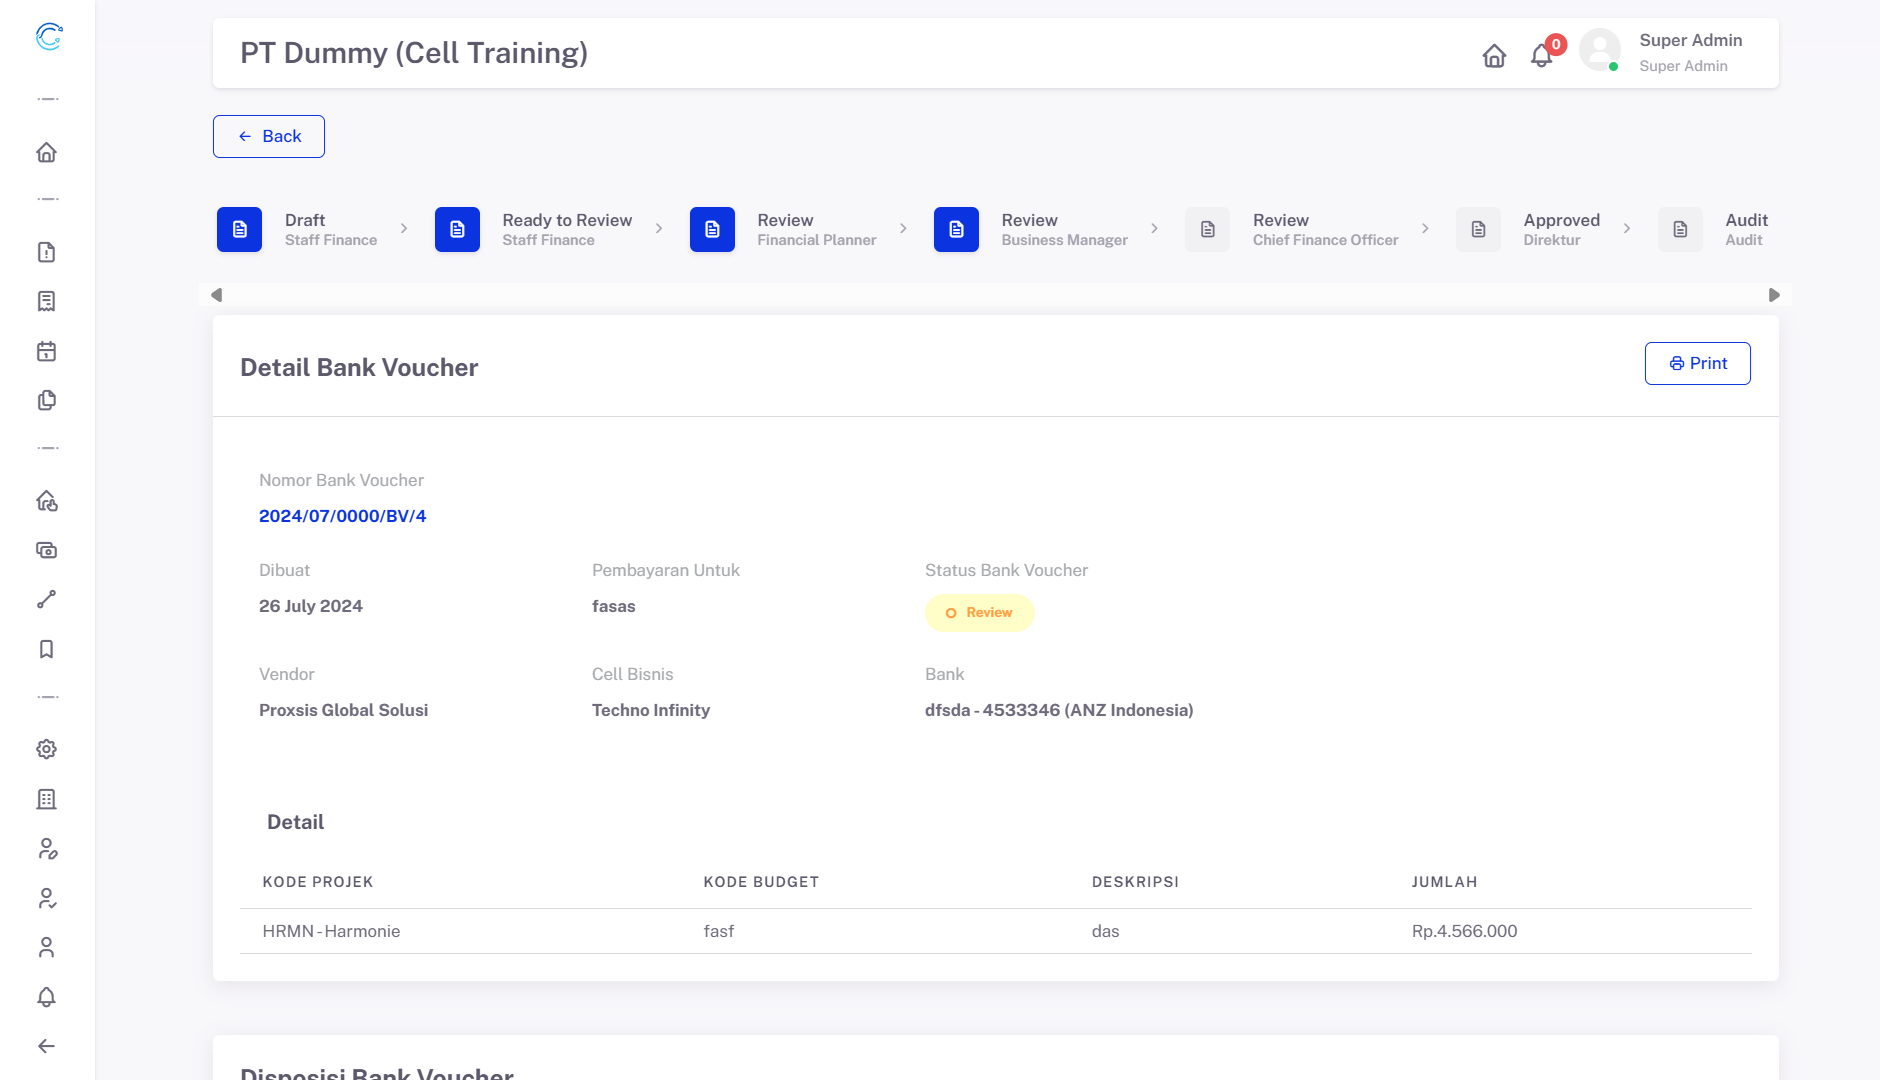 PT Dummy (Cell Training)
0
Super Admin
Super Admin
Back
Draft
Staff Finance
Ready to Review
Staff Finance
Review
Financial Planner
Review
Business Manager
Review
Chief Finance Officer
Approved
Direktur
Audit
Audit
Detail Bank Voucher
Print
Nomor Bank Voucher
2024/07/0000/BV/4
Dibuat
26 July 2024
Pembayaran Untuk
fasas
Status Bank Voucher
Review
Vendor
Proxsis Global Solusi
Cell Bisnis
Techno Infinity
Bank
dfsda - 4533346 (ANZ Indonesia)
Detail
KODE PROJEK KODE BUDGET DESKRIPSI JUMLAH
HRMN - Harmonie fasf das Rp.4.566.000
Disposisi Bank Voucher